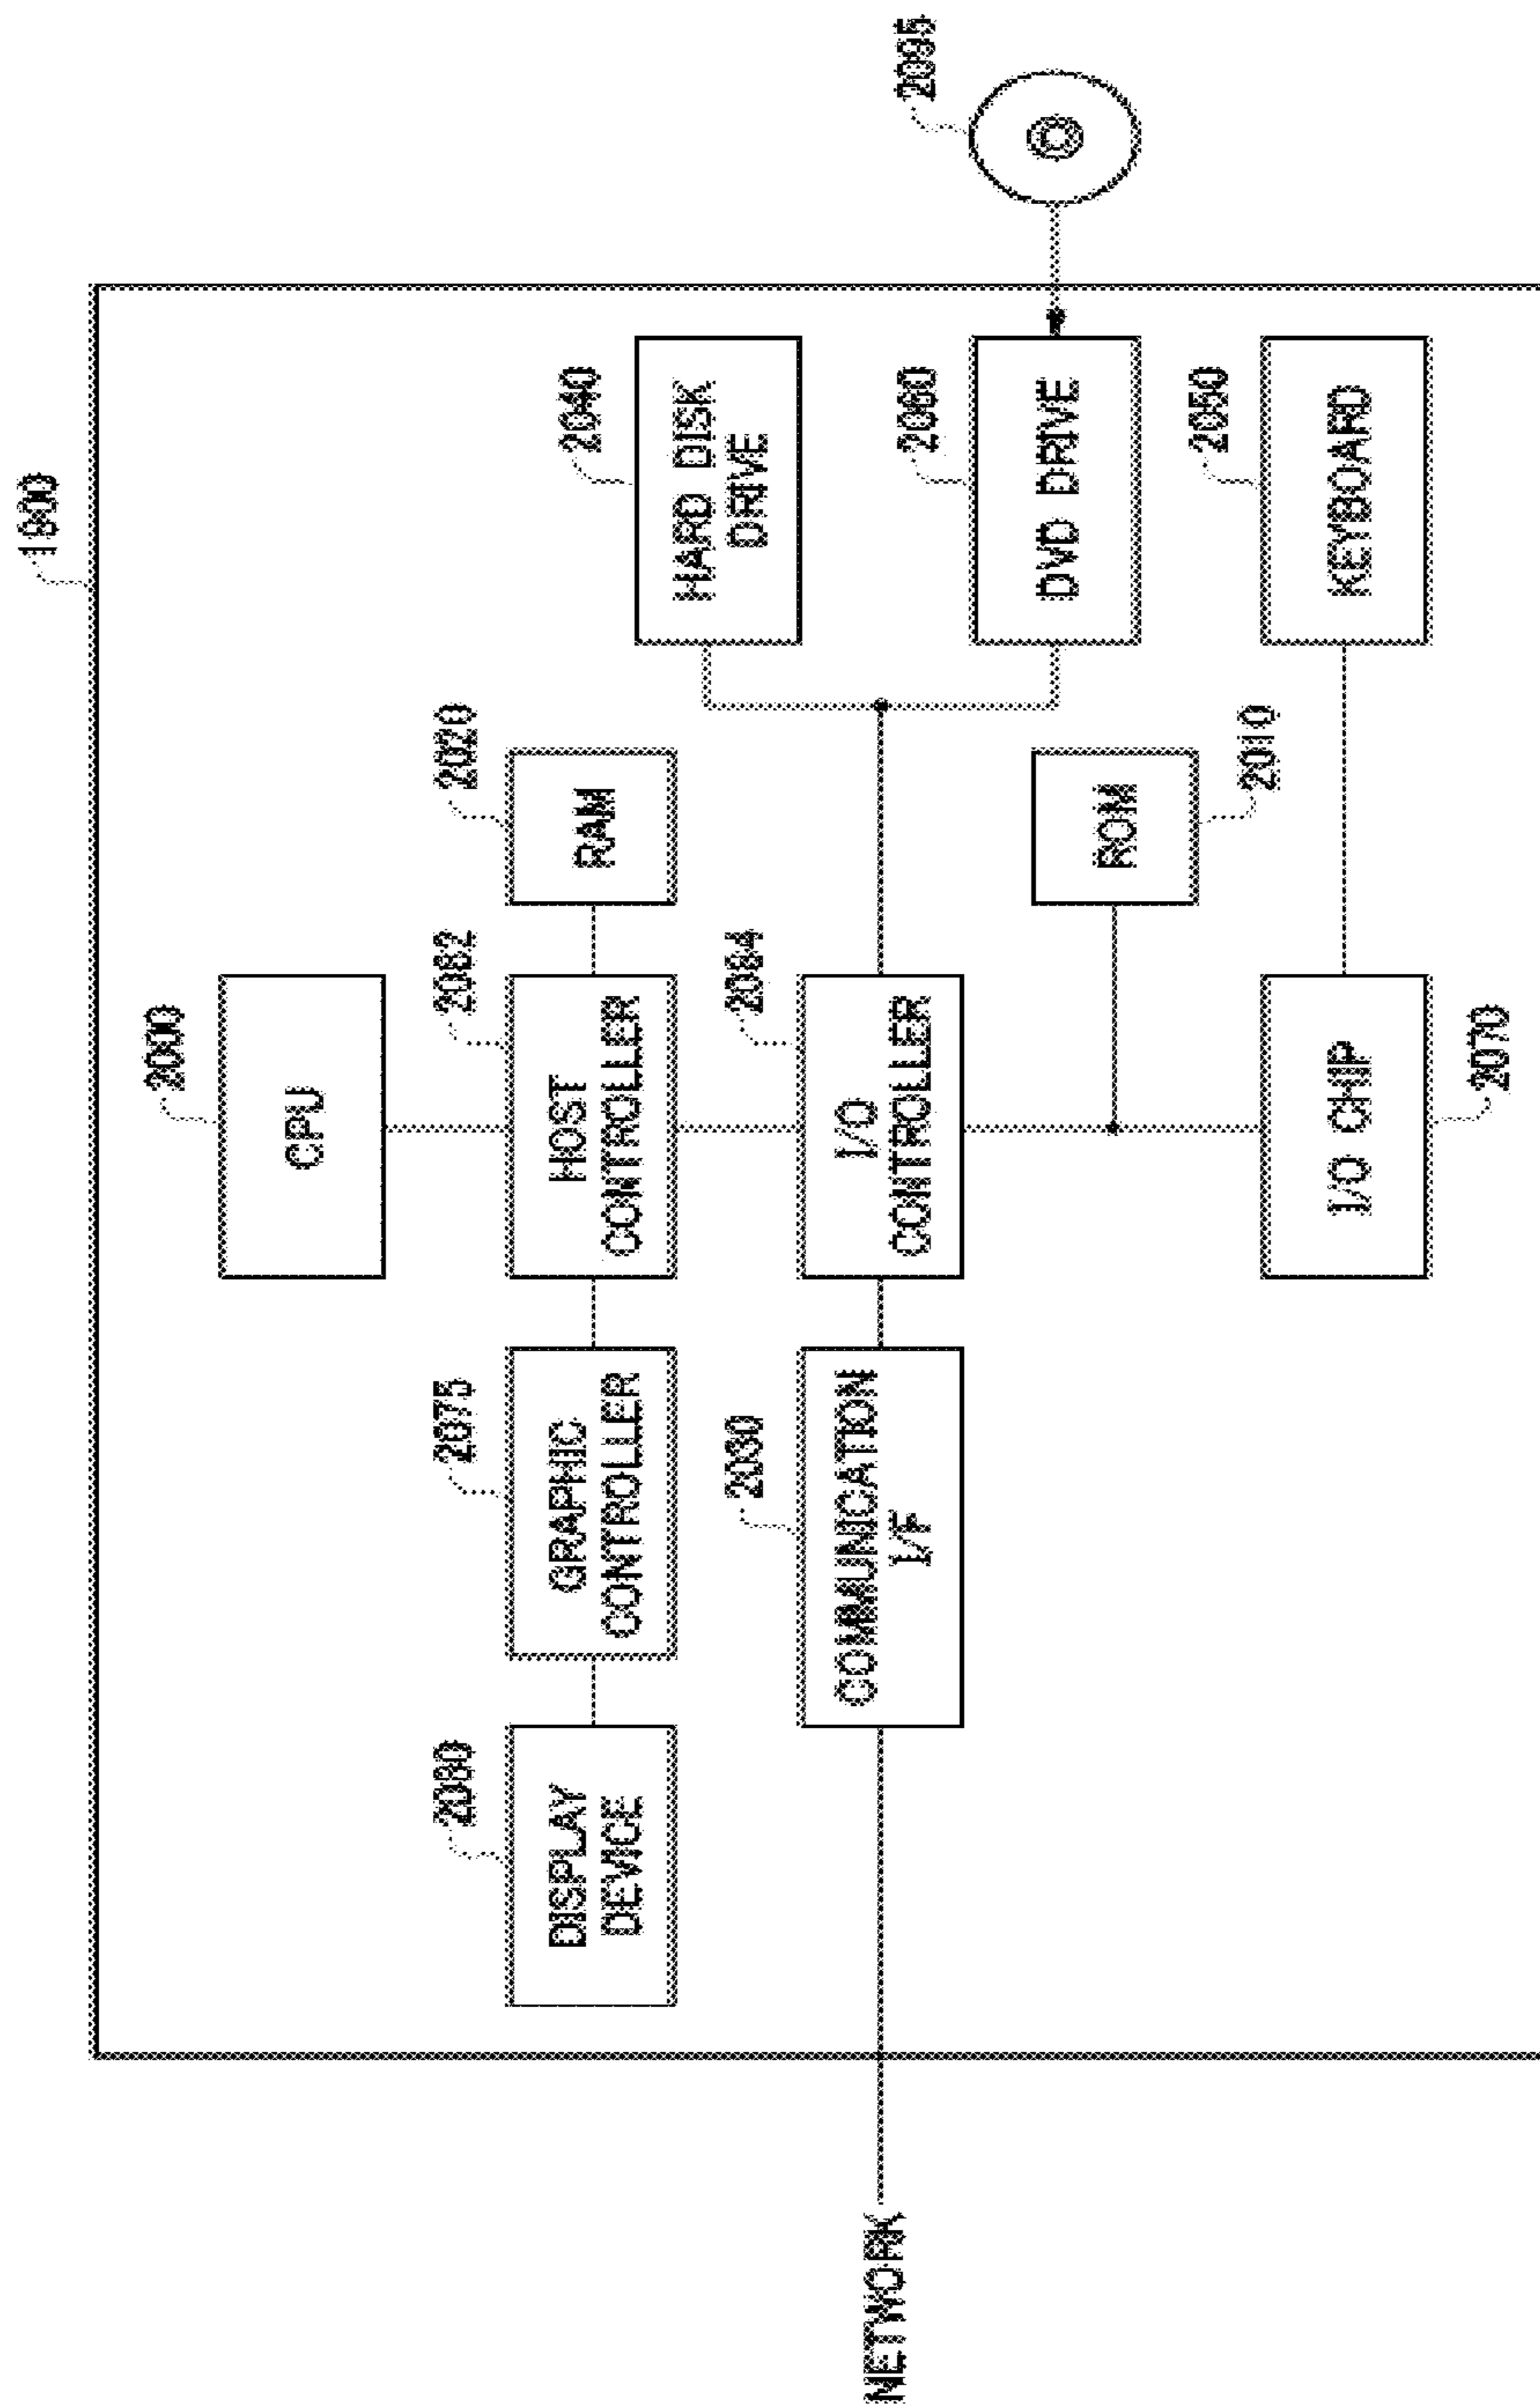 1900
2000
CPU
2080
DISPLAY
DEVICE
2075
GRAPHIC
CONTROLLER
2082
HOST
CONTROLLER
2020
RAM
2040
HARD DISK
DRIVE
NETWORK
2030
COMMUNICATION
I/F
2084
I/O
CONTROLLER
2060
DVD DRIVE
2095
ROM
2010
2050
KEYBOARD
I/O CHIP
2070